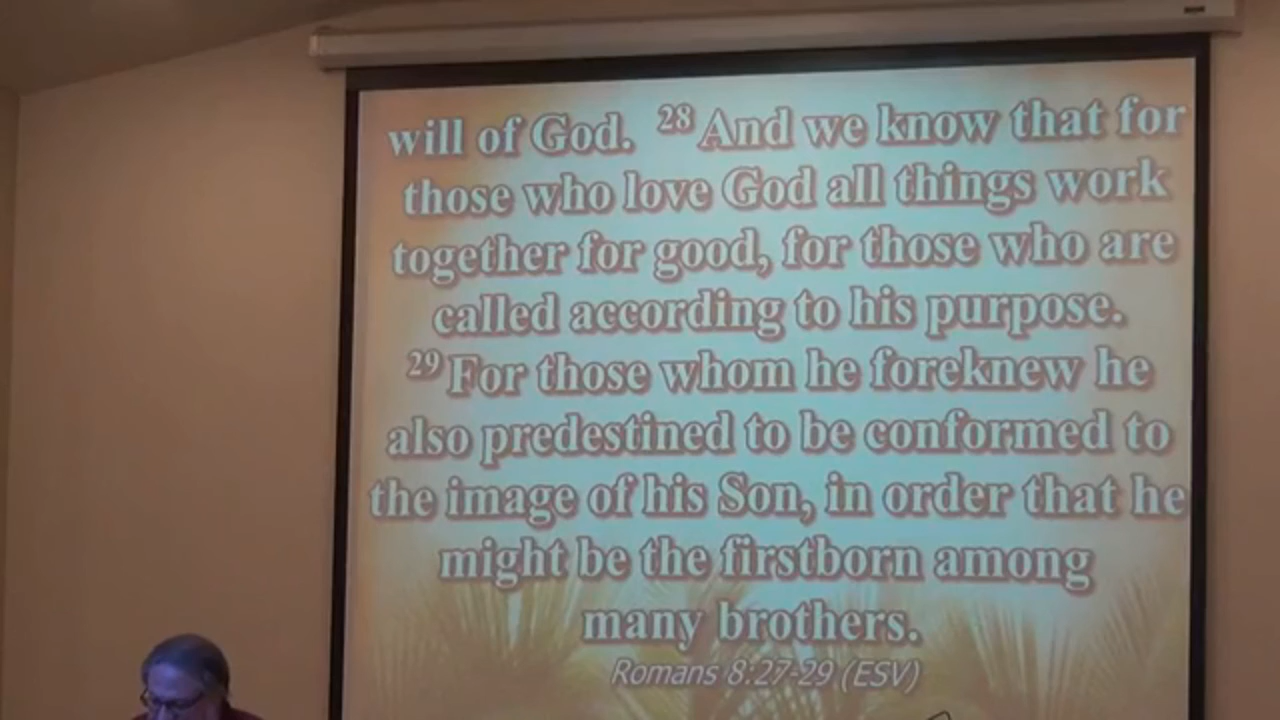 will of God. 28 And we know that for
those who love God all things work
together for good, for those who are
called according to his purpose.
29 For those whom he foreknew he
also predestined to be conformed to
the image of his Son, in order that he
might be the firstborn among
many brothers.
Romans 8:27-29 (ESV)